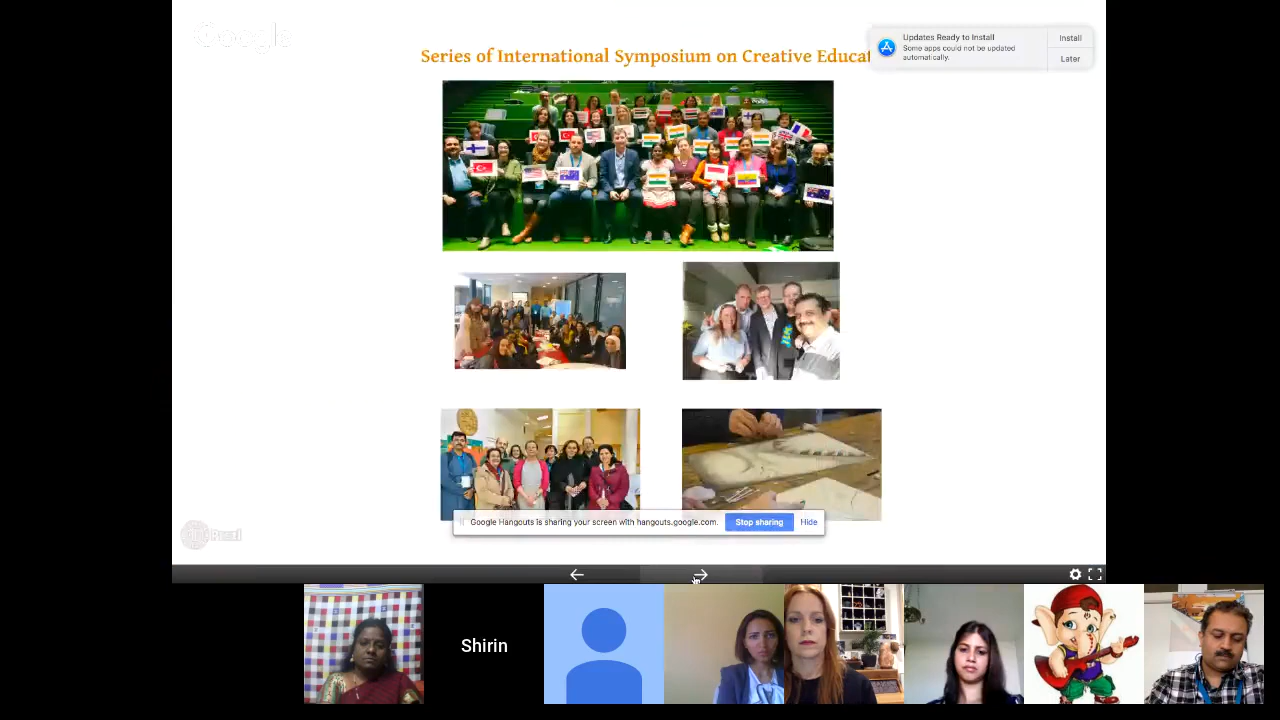 Google
Series of International Symposium on Creative Educat
Updates Ready to Install
Some apps could not be updated
automatically.
Install
Later
Google Hangouts is sharing your screen with hangouts.google.com.
Stop sharing
Hide
Shirin